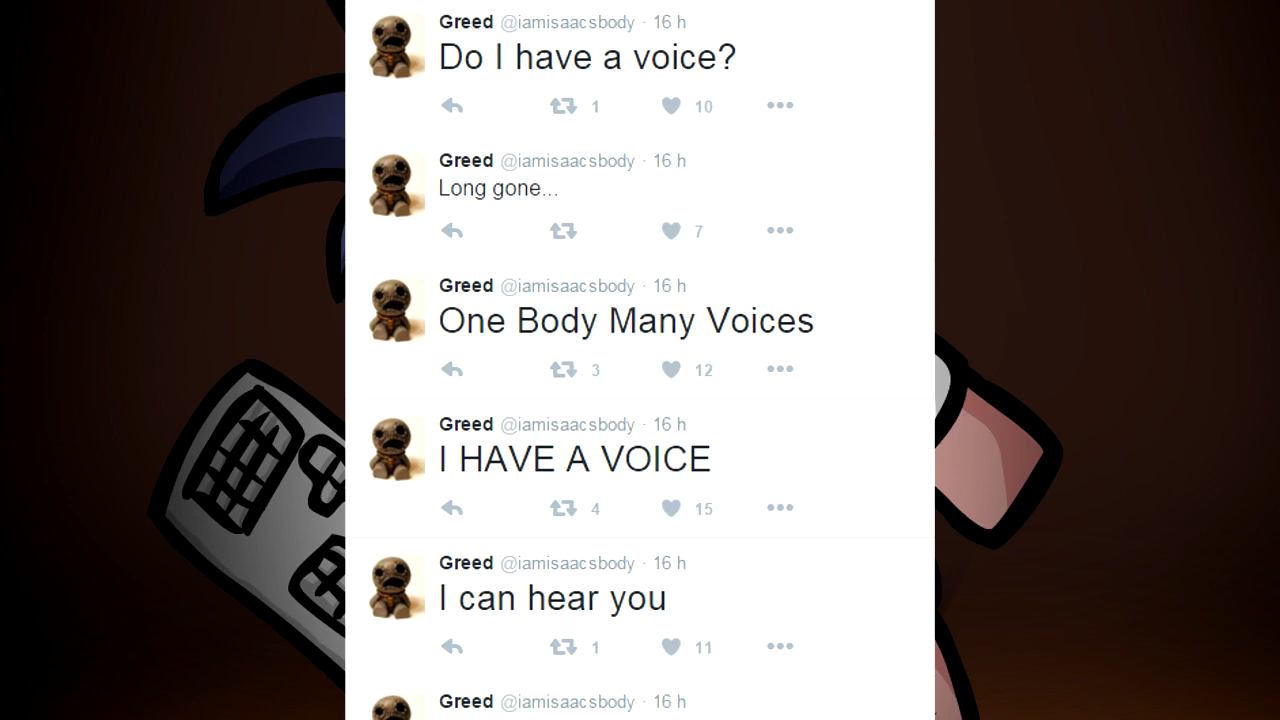 Greed @iamisaacsbody · 16 h
Do I have a voice?
1 10
Greed @iamisaacsbody · 16 h
Long gone...
7
Greed @iamisaacsbody · 16 h
One Body Many Voices
3 12
Greed @iamisaacsbody · 16 h
I HAVE A VOICE
4 15
Greed @iamisaacsbody · 16 h
I can hear you
1 11
Greed @iamisaacsbody · 16 h